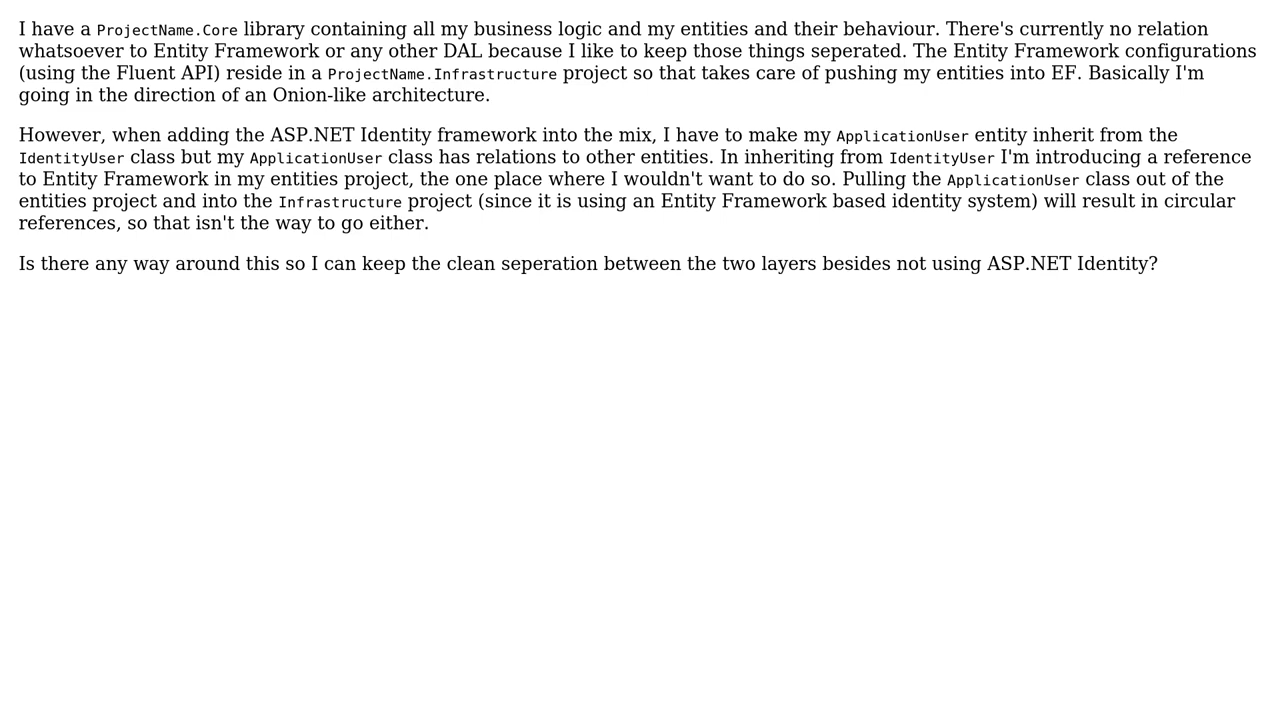 I have a ProjectName.Core library containing all my business logic and my entities and their behaviour. There's currently no relation
whatsoever to Entity Framework or any other DAL because I like to keep those things seperated. The Entity Framework configurations
(using the Fluent API) reside in a ProjectName.Infrastructure project so that takes care of pushing my entities into EF. Basically I'm
going in the direction of an Onion-like architecture.
However, when adding the ASP.NET Identity framework into the mix, I have to make my ApplicationUser entity inherit from the
IdentityUser class but my ApplicationUser class has relations to other entities. In inheriting from IdentityUser I'm introducing a reference
to Entity Framework in my entities project, the one place where I wouldn't want to do so. Pulling the ApplicationUser class out of the
entities project and into the Infrastructure project (since it is using an Entity Framework based identity system) will result in circular
references, so that isn't the way to go either.
Is there any way around this so I can keep the clean seperation between the two layers besides not using ASP.NET Identity?